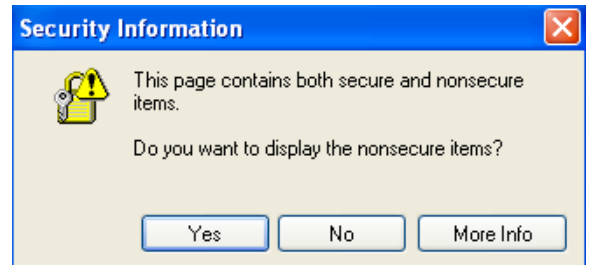 Security Information
This page contains both secure and nonsecure
items.
Do you want to display the nonsecure items?
Yes No More Info